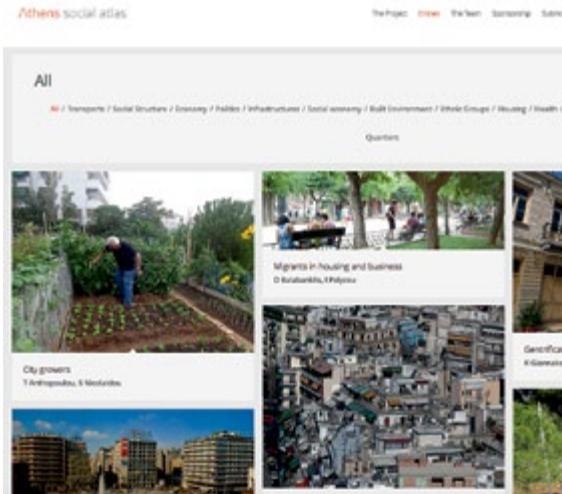 Athens social atlas
The Project Entries The Team Sponsorship
All
All / Transports / Social Structure / Economy / Politics / Infrastructures / Social economy / Built Environment / Ethnic Groups / Housing / Health
Quarters
Migrants in housing and business
City growers
T Anthopoulou, S Nicolaidou